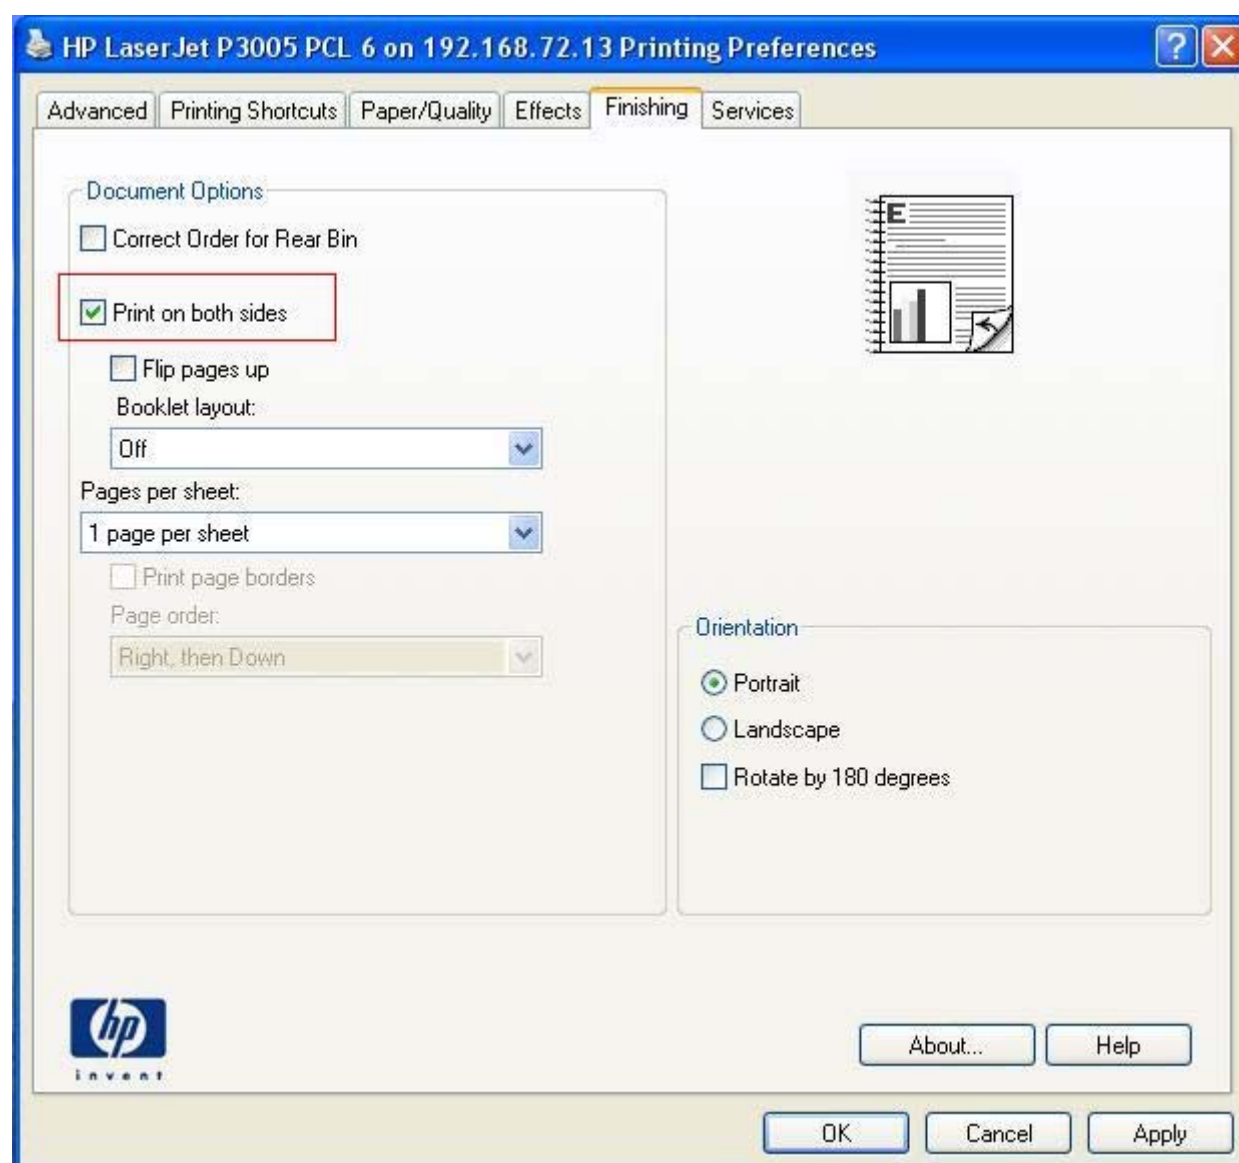 HP LaserJet P3005 PCL 6 on 192.168.72.13 Printing Preferences
Advanced Printing Shortcuts Paper/Quality Effects Finishing Services
Document Options
Correct Order for Rear Bin
Print on both sides
Flip pages up
Booklet layout:
Off
Pages per sheet:
1 page per sheet
Print page borders
Page order:
Right, then Down
E
Orientation
Portrait
Landscape
Rotate by 180 degrees
hp
invent
About... Help
OK Cancel Apply